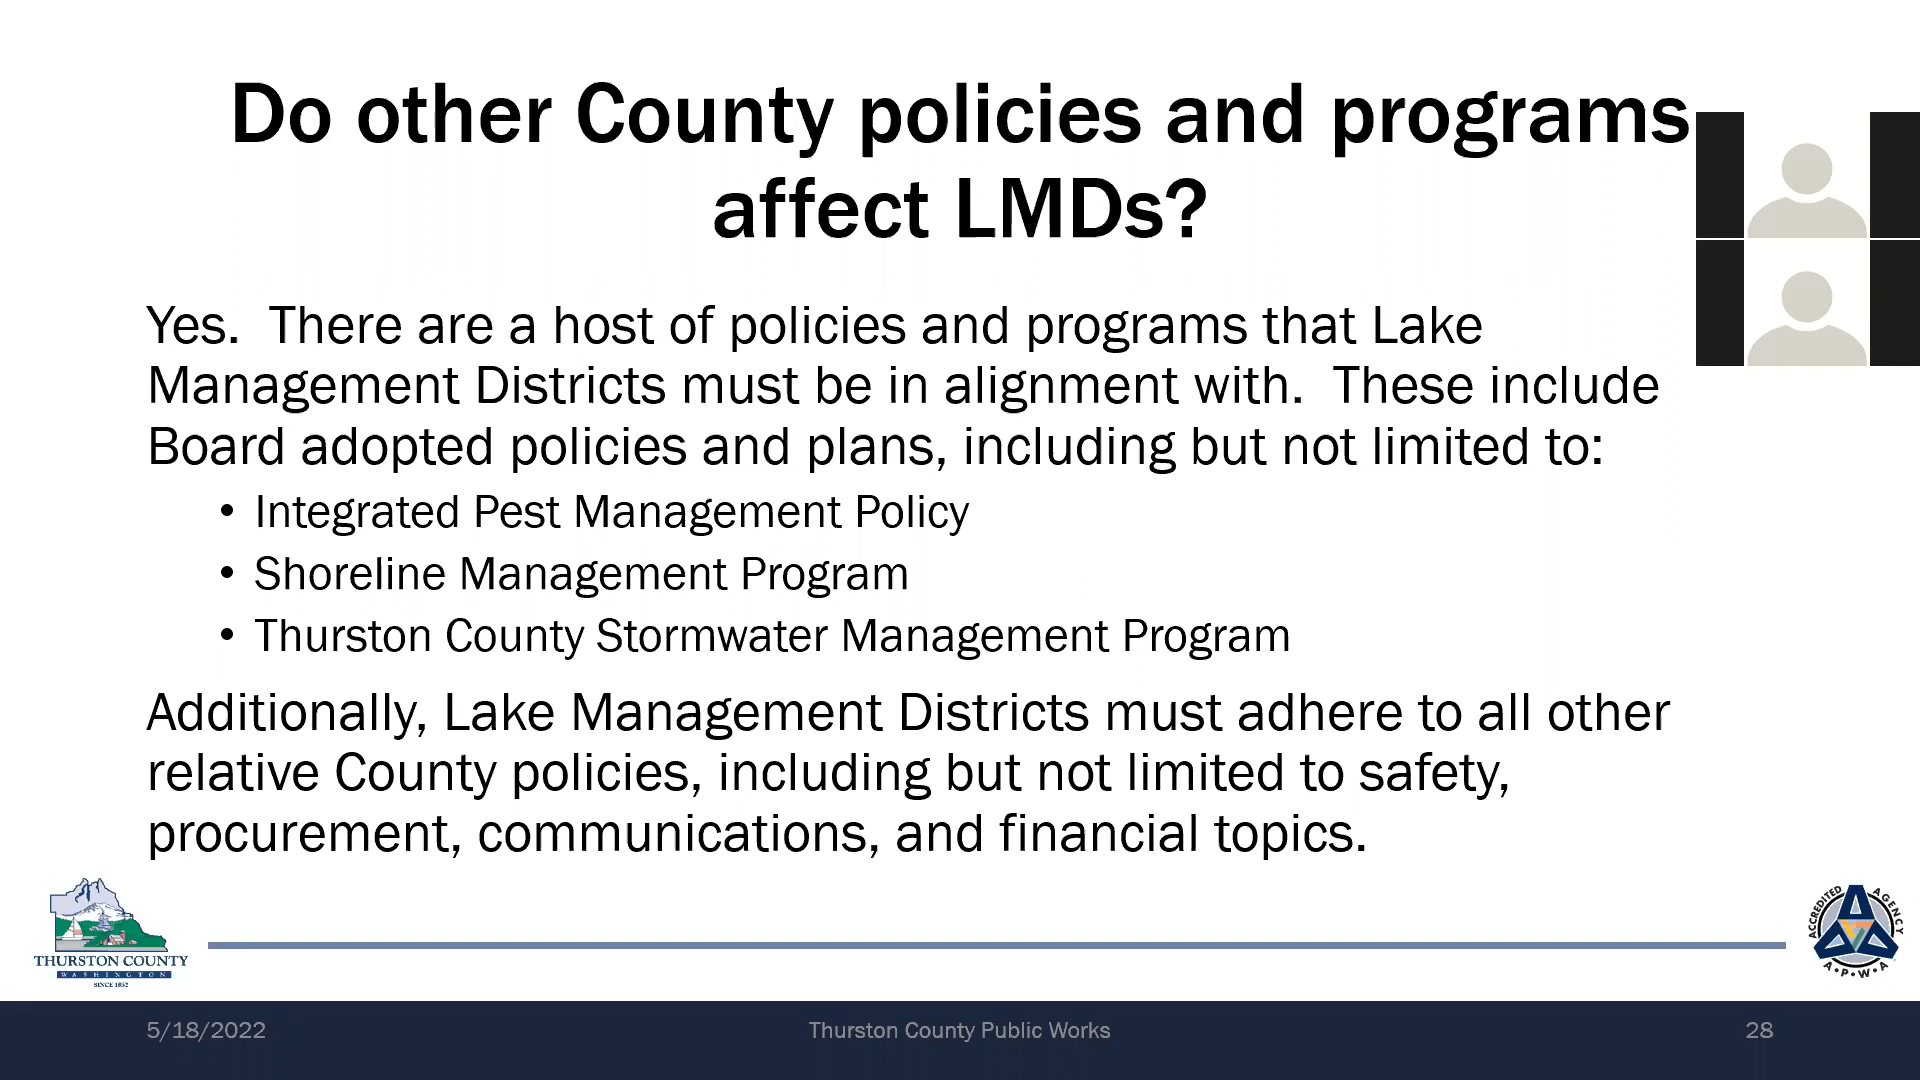 Do other County policies and programs
affect LMDs?
Yes.  There are a host of policies and programs that Lake
Management Districts must be in alignment with.  These include
Board adopted policies and plans, including but not limited to:
• Integrated Pest Management Policy
• Shoreline Management Program
• Thurston County Stormwater Management Program
Additionally, Lake Management Districts must adhere to all other
relative County policies, including but not limited to safety,
procurement, communications, and financial topics.
THURSTON COUNTY
WASHINGTON
SINCE 1852
ACCREDITED AGENCY
A•P•W•A
5/18/2022
Thurston County Public Works
28